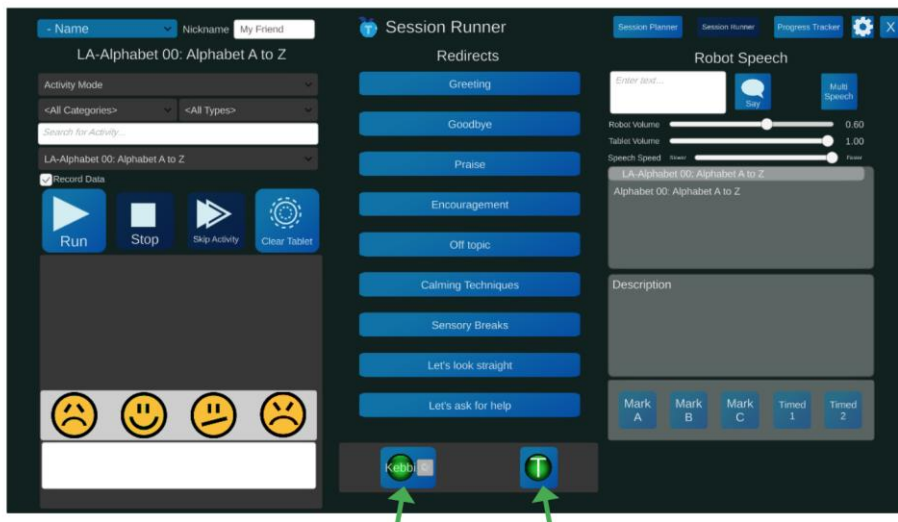 - Name
Nickname
My Friend
Session Runner
Session Planner
Session Runner
Progress Tracker
X
LA-Alphabet 00: Alphabet A to Z
Activity Mode
<All Categories>
<All Types>
Search for Activity...
LA-Alphabet 00: Alphabet A to Z
Record Data
Run
Stop
Skip Activity
Clear Tablet
Redirects
Greeting
Goodbye
Praise
Encouragement
Off topic
Calming Techniques
Sensory Breaks
Let's look straight
Let's ask for help
Kebbi
T
Robot Speech
Enter text...
Say
Multi
Speech
Robot Volume
0.60
Tablet Volume
1.00
Speech Speed
Slower
Faster
LA-Alphabet 00: Alphabet A to Z
Alphabet 00: Alphabet A to Z
Description
Mark
A
Mark
B
Mark
C
Timed
1
Timed
2